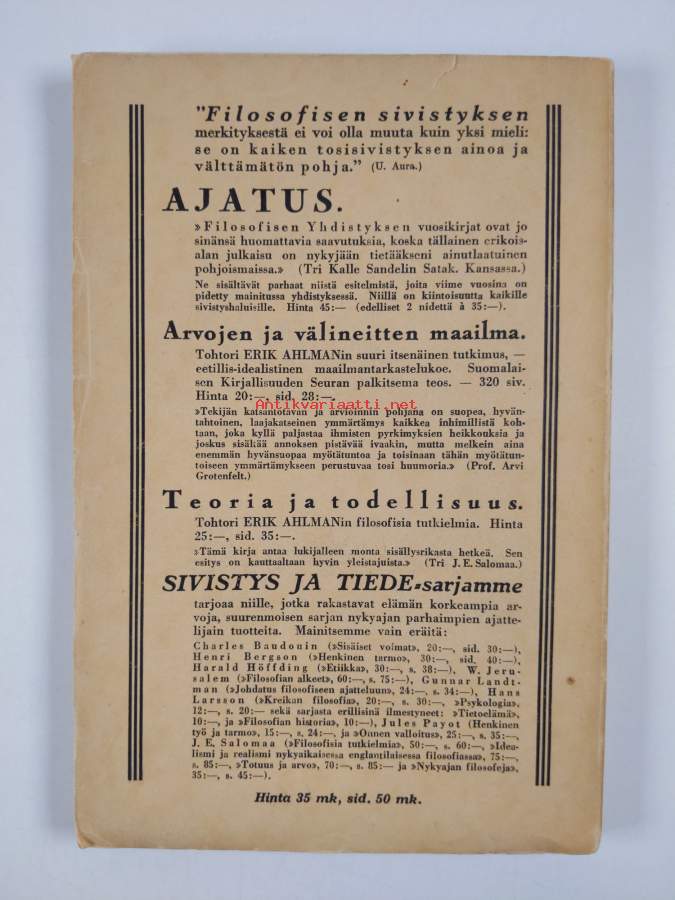 "Filosofisen sivistyksen
merkityksestä ei voi olla muuta kuin yksi mieli:
se on kaiken tosisivistyksen ainoa ja
välttämätön pohja." (U. Aura.)
AJATUS.
»Filosofisen Yhdistyksen vuosikirjat ovat jo
sinänsä huomattavia saavutuksia, koska tällainen erikois-
alan julkaisu on nykyjään tietääkseni ainutlaatuinen
pohjoismaissa.» (Tri Kalle Sandelin Satak. Kansassa.)
Ne sisältävät parhaat niistä esitelmistä, joita viime vuosina on
pidetty mainitussa yhdistyksessä. Niillä on kiintoisuutta kaikille
sivistyshaluisille. Hinta 45:— (edelliset 2 nidettä à 35:—).
Arvojen ja välineitten maailma.
Tohtori ERIK AHLMANin suuri itsenäinen tutkimus, —
eetillis-idealistinen maailmantarkastelukoe. Suomalai-
sen Kirjallisuuden Seuran palkitsema teos. — 320 siv.
Hinta 20:—, sid. 28:—.
Antikvariaatti.net
»Tekijän katsantotavan ja arvioinnin pohjana on suopea, hyvän-
tahtoinen, laajakatseinen ymmärtämys kaikkea inhimillistä koh-
taan, joka kyllä paljastaa ihmisten pyrkimyksien heikkouksia ja
joskus sisältää annoksen pistävää ivaakin, mutta melkein aina
enemmän hyvänsuopaa myötätuntoa ja toisinaan tähän myötätun-
toiseen ymmärtämykseen perustuvaa tosi huumoria.» (Prof. Arvi
Grotenfelt.)
Teoria ja todellisuus.
Tohtori ERIK AHLMANin filosofisia tutkielmia. Hinta
25:—, sid. 35:—.
»Tämä kirja antaa lukijalleen monta sisällysrikasta hetkeä. Sen
esitys on kauttaaltaan hyvin yleistajuista.» (Tri J. E. Salomaa.)
SIVISTYS JA TIEDE-sarjamme
tarjoaa niille, jotka rakastavat elämän korkeampia ar-
voja, suurenmoisen sarjan nykyajan parhaimpien ajatte-
lijain tuotteita. Mainitsemme vain eräitä:
Charles Baudouin (»Sisäiset voimat», 20:—, sid. 30:—),
Henri Bergson (»Henkinen tarmo», 30:—, sid. 40:—),
Harald Höffding (»Etiikka», 30:—, s. 38:—), W. Jeru-
salem (»Filosofian alkeet», 60:—, s. 75:—), Gunnar Landt-
man (»Johdatus filosofiseen ajatteluun», 24:—, s. 34:—), Hans
Larsson (»Kreikan filosofia», 20:—, s. 30:—, »Psykologia»,
12:—, s. 20:— sekä sarjasta erillisinä ilmestyneet: »Tietoelämä»,
10:—, ja »Filosofian historia», 10:—), Jules Payot (Henkinen
työ ja tarmo», 15:—, s. 24:—, ja »Onnen valloitus», 25:—, s. 35:—,
J. E. Salomaa (»Filosofisia tutkielmia», 50:—, s. 60:—, »Idea-
lismi ja realismi nykyaikaisessa englantilaisessa filosofiassa», 75:—,
s. 85:—, »Totuus ja arvo», 70:—, s. 85:— ja »Nykyajan filosofeja»,
35:—, s. 45:—).
Hinta 35 mk, sid. 50 mk.